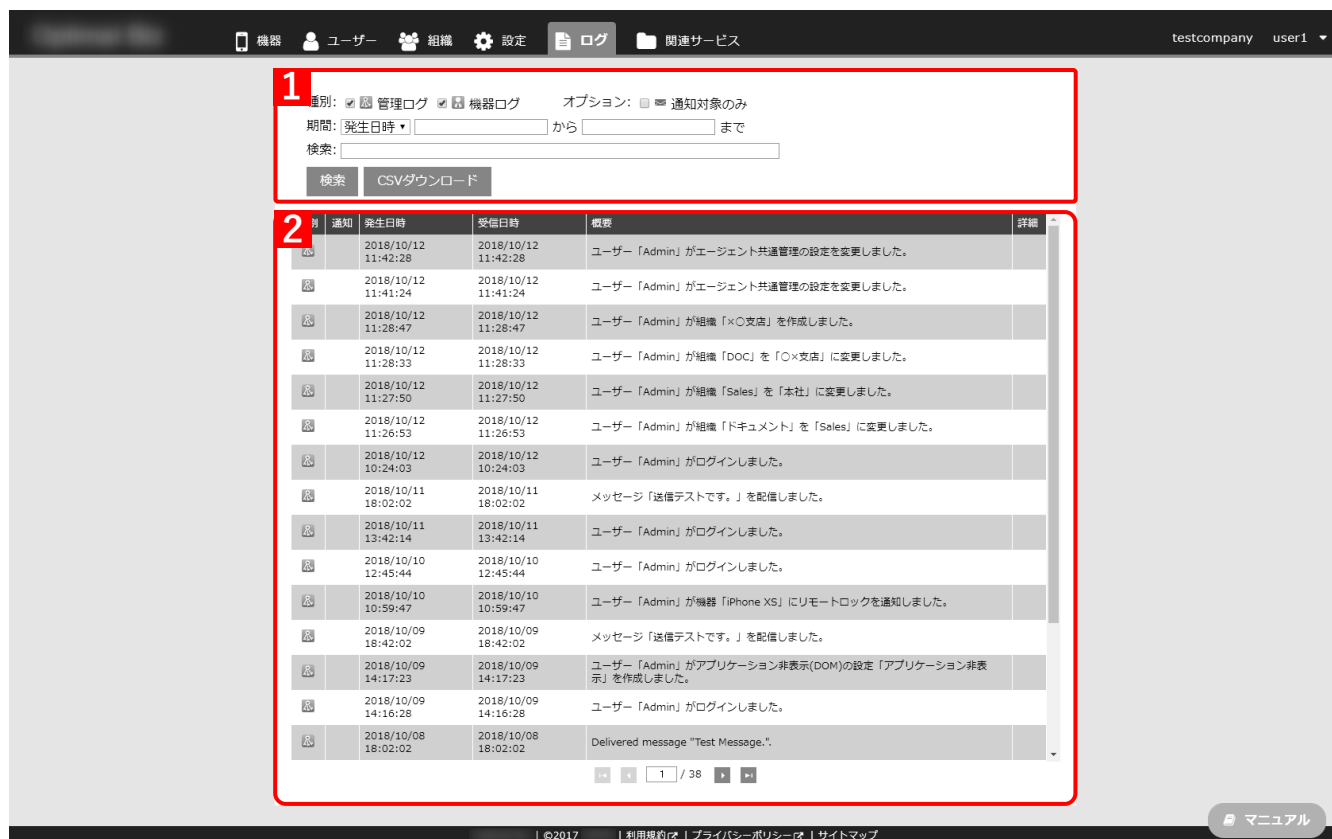 機器 ユーザー 組織 設定 ログ 関連サービス testcompany user1
1
種別: 管理ログ 機器ログ オプション: 通知対象のみ
期間: 発生日時 から まで
検索:
検索 CSVダウンロード
2
別 通知 発生日時 受信日時 概要 詳細
2018/10/12 11:42:28 2018/10/12 11:42:28 ユーザー「Admin」がエージェント共通管理の設定を変更しました。
2018/10/12 11:41:24 2018/10/12 11:41:24 ユーザー「Admin」がエージェント共通管理の設定を変更しました。
2018/10/12 11:28:47 2018/10/12 11:28:47 ユーザー「Admin」が組織「×○支店」を作成しました。
2018/10/12 11:28:33 2018/10/12 11:28:33 ユーザー「Admin」が組織「DOC」を「○×支店」に変更しました。
2018/10/12 11:27:50 2018/10/12 11:27:50 ユーザー「Admin」が組織「Sales」を「本社」に変更しました。
2018/10/12 11:26:53 2018/10/12 11:26:53 ユーザー「Admin」が組織「ドキュメント」を「Sales」に変更しました。
2018/10/12 10:24:03 2018/10/12 10:24:03 ユーザー「Admin」がログインしました。
2018/10/11 18:02:02 2018/10/11 18:02:02 メッセージ「送信テストです。」を配信しました。
2018/10/11 13:42:14 2018/10/11 13:42:14 ユーザー「Admin」がログインしました。
2018/10/10 12:45:44 2018/10/10 12:45:44 ユーザー「Admin」がログインしました。
2018/10/10 10:59:47 2018/10/10 10:59:47 ユーザー「Admin」が機器「iPhone XS」にリモートロックを通知しました。
2018/10/09 18:42:02 2018/10/09 18:42:02 メッセージ「送信テストです。」を配信しました。
2018/10/09 14:17:23 2018/10/09 14:17:23 ユーザー「Admin」がアプリケーション非表示(DOM)の設定「アプリケーション非表示」を作成しました。
2018/10/09 14:16:28 2018/10/09 14:16:28 ユーザー「Admin」がログインしました。
2018/10/08 18:02:02 2018/10/08 18:02:02 Delivered message "Test Message.".
1 / 38
マニュアル
| ©2017 | 利用規約 | プライバシーポリシー | サイトマップ